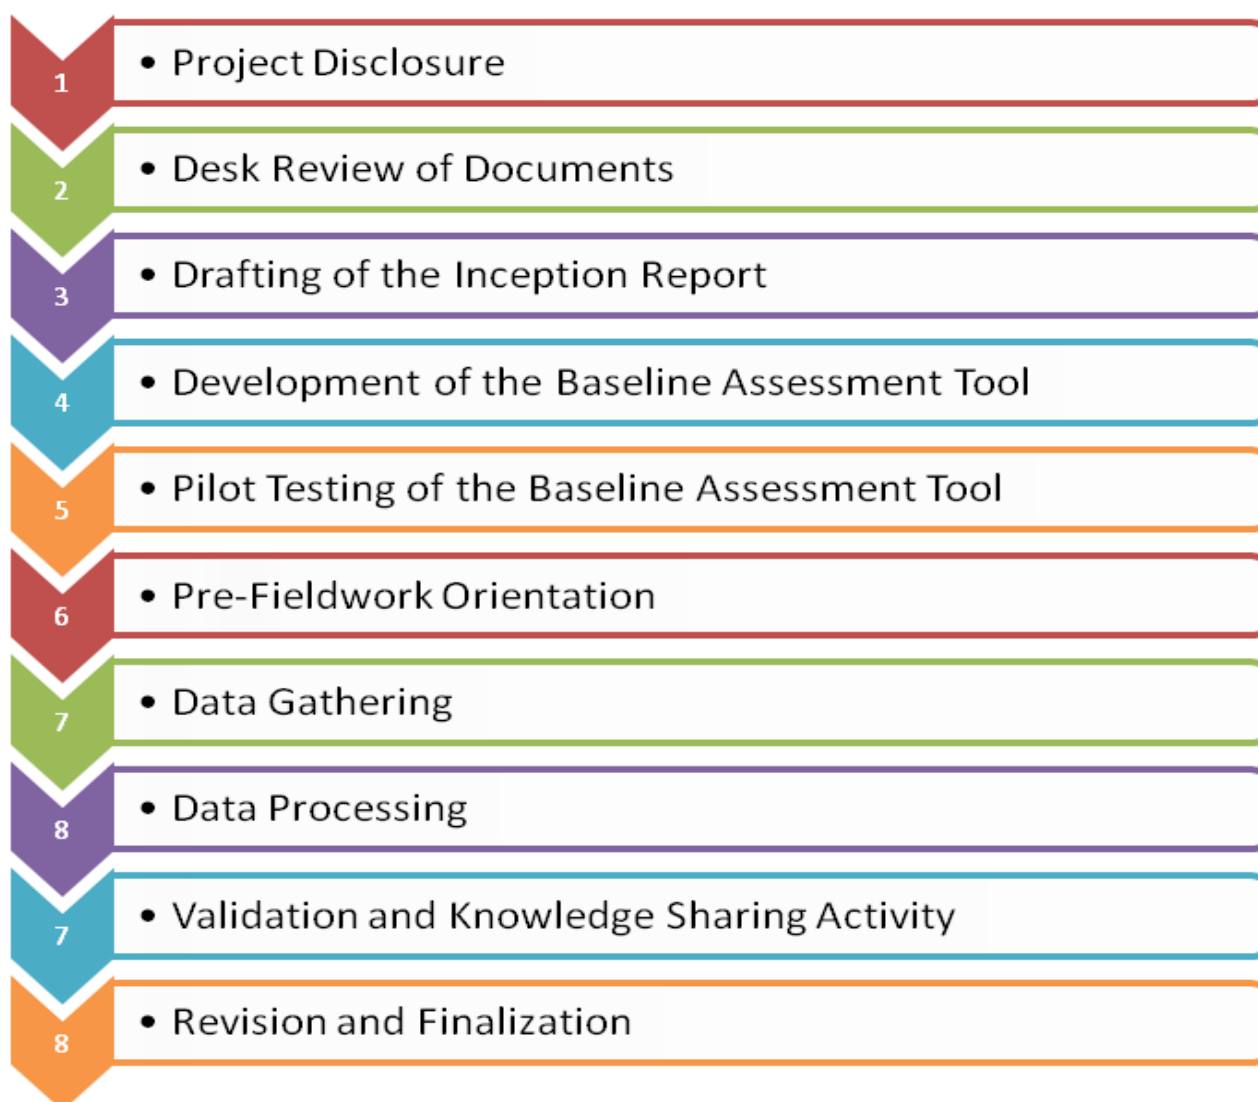 1
• Project Disclosure
2
• Desk Review of Documents
3
• Drafting of the Inception Report
4
• Development of the Baseline Assessment Tool
5
• Pilot Testing of the Baseline Assessment Tool
6
• Pre-Fieldwork Orientation
7
• Data Gathering
8
• Data Processing
7
• Validation and Knowledge Sharing Activity
8
• Revision and Finalization